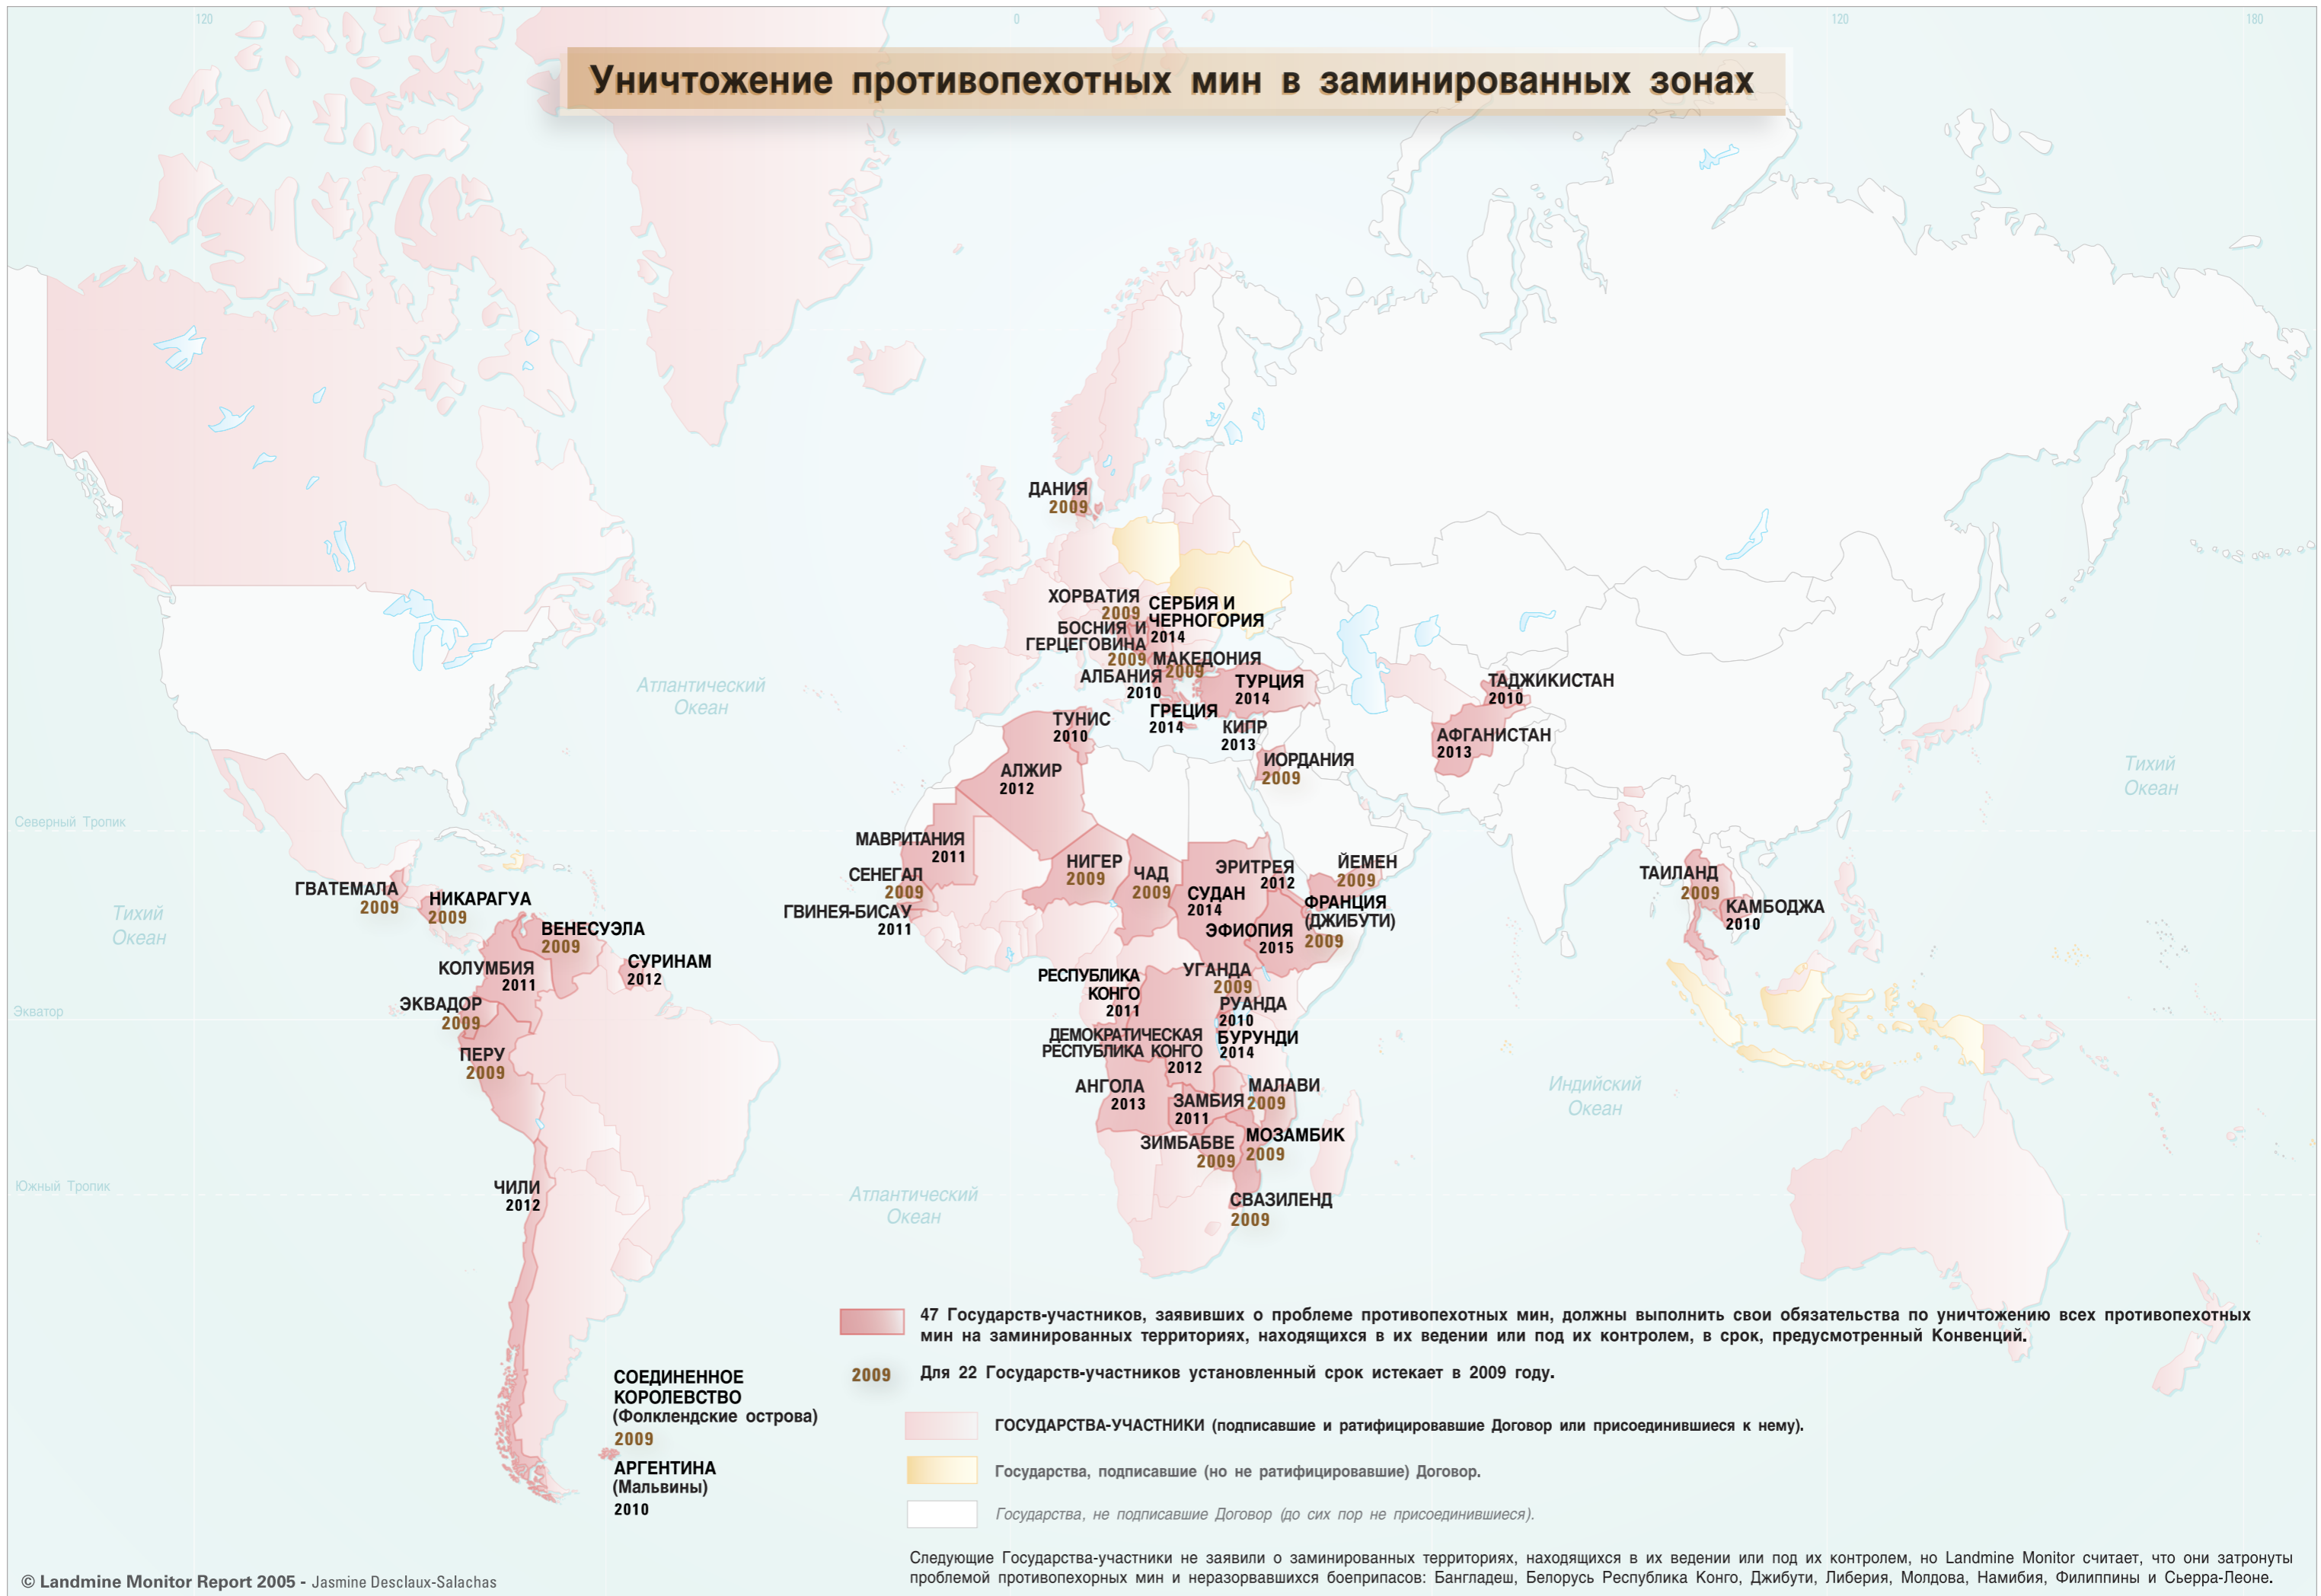 120
0
120
180
Уничтожение противопехотных мин в заминированных зонах
ДАНИЯ
2009
ХОРВАТИЯ
2009
СЕРБИЯ И
ЧЕРНОГОРИЯ
2014
БОСНИЯ И
ГЕРЦЕГОВИНА
2009
МАКЕДОНИЯ
2009
АЛБАНИЯ
2010
ТУРЦИЯ
2014
ГРЕЦИЯ
2014
КИПР
2013
ТУНИС
2010
АЛЖИР
2012
ИОРДАНИЯ
2009
ТАДЖИКИСТАН
2010
АФГАНИСТАН
2013
Атлантический
Океан
Тихий
Океан
Северный Тропик
МАВРИТАНИЯ
2011
СЕНЕГАЛ
2009
ГВИНЕЯ-БИСАУ
2011
НИГЕР
2009
ЧАД
2009
ЭРИТРЕЯ
2012
СУДАН
2014
ЙЕМЕН
2009
ФРАНЦИЯ
(ДЖИБУТИ)
2009
ЭФИОПИЯ
2015
ТАИЛАНД
2009
КАМБОДЖА
2010
ГВАТЕМАЛА
2009
НИКАРАГУА
2009
Тихий
Океан
ВЕНЕСУЭЛА
2009
КОЛУМБИЯ
2011
СУРИНАМ
2012
ЭКВАДОР
2009
Экватор
ПЕРУ
2009
РЕСПУБЛИКА
КОНГО
2011
УГАНДА
2009
РУАНДА
2010
БУРУНДИ
2014
ДЕМОКРАТИЧЕСКАЯ
РЕСПУБЛИКА КОНГО
2012
АНГОЛА
2013
ЗАМБИЯ
2011
МАЛАВИ
2009
ЗИМБАБВЕ
2009
МОЗАМБИК
2009
СВАЗИЛЕНД
2009
Индийский
Океан
Южный Тропик
ЧИЛИ
2012
Атлантический
Океан
47 Государств-участников, заявивших о проблеме противопехотных мин, должны выполнить свои обязательства по уничтожению всех противопехотных
мин на заминированных территориях, находящихся в их ведении или под их контролем, в срок, предусмотренный Конвенций.
2009 Для 22 Государств-участников установленный срок истекает в 2009 году.
СОЕДИНЕННОЕ
КОРОЛЕВСТВО
(Фолклендские острова)
2009
АРГЕНТИНА
(Мальвины)
2010
ГОСУДАРСТВА-УЧАСТНИКИ (подписавшие и ратифицировавшие Договор или присоединившиеся к нему).
Государства, подписавшие (но не ратифицировавшие) Договор.
Государства, не подписавшие Договор (до сих пор не присоединившиеся).
Следующие Государства-участники не заявили о заминированных территориях, находящихся в их ведении или под их контролем, но Landmine Monitor считает, что они затронуты
проблемой противопехорных мин и неразорвавшихся боеприпасов: Бангладеш, Белорусь Республика Конго, Джибути, Либерия, Молдова, Намибия, Филиппины и Сьерра-Леоне.
© Landmine Monitor Report 2005 - Jasmine Desclaux-Salachas